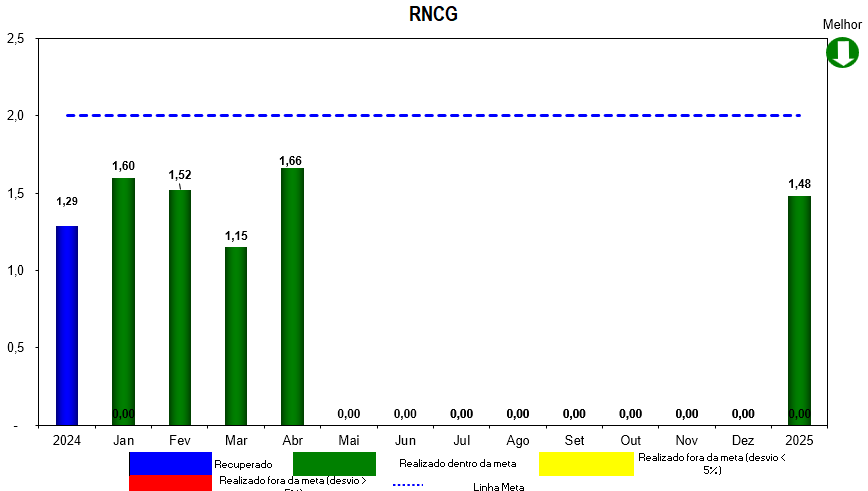 RNCG
Melhor
2,5
2,0
1,5
1,0
0,5
-
1,29
1,60
1,52
1,15
1,66
1,48
0,00
0,00
0,00
0,00
0,00
0,00
0,00
0,00
0,00
0,00
2024 Jan Fev Mar Abr Mai Jun Jul Ago Set Out Nov Dez 2025
Recuperado
Realizado dentro da meta
Realizado fora da meta (desvio <
5%)
Realizado fora da meta (desvio >
Linha Meta